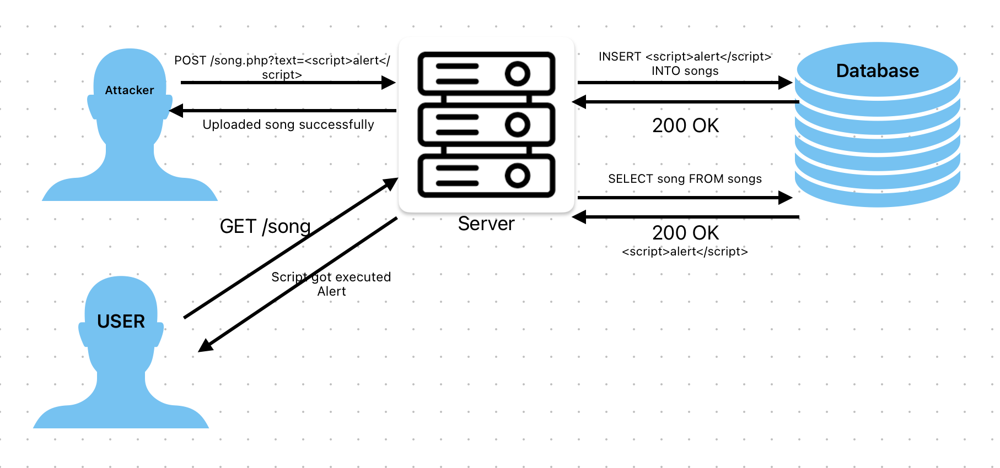 POST /song.php?text=<script>alert</
script>
Attacker
Uploaded song successfully
INSERT <script>alert</script>
INTO songs
Database
200 OK
SELECT song FROM songs
200 OK
<script>alert</script>
Server
GET /song
Script got executed
Alert
USER